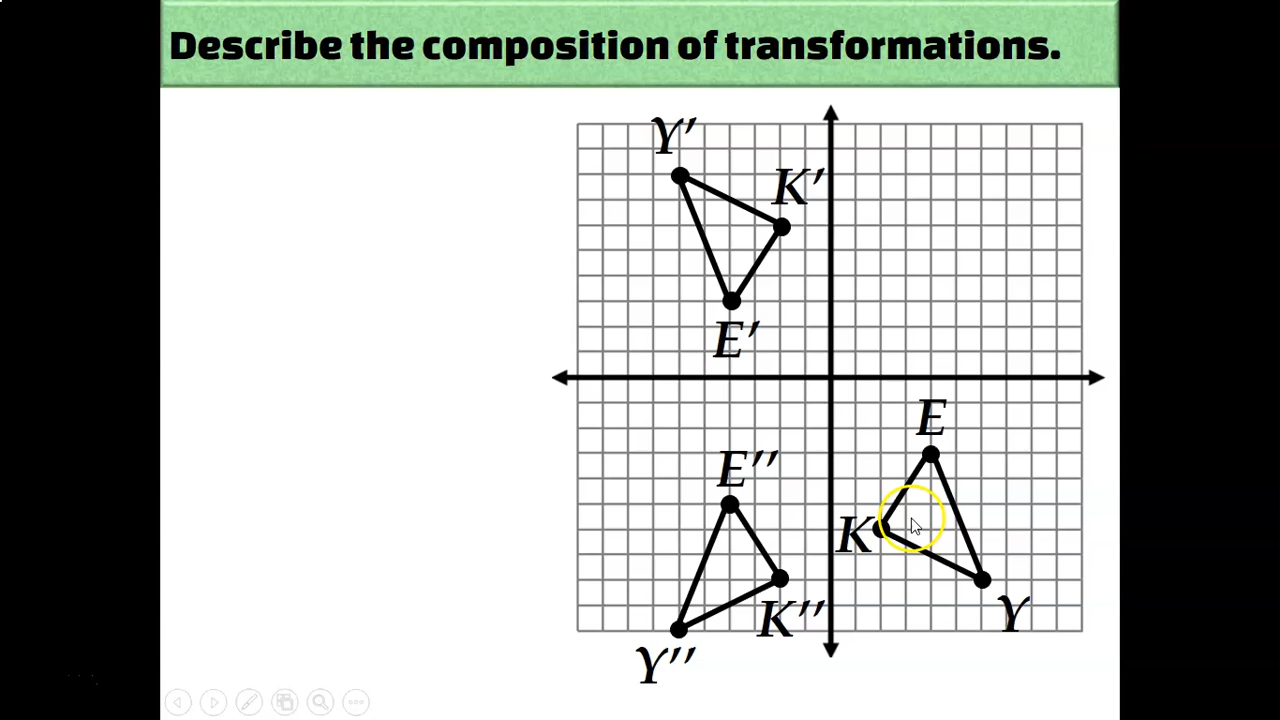 Describe the composition of transformations.
Y′
K′
E′
E
E′′
K
K′′
Y
Y′′